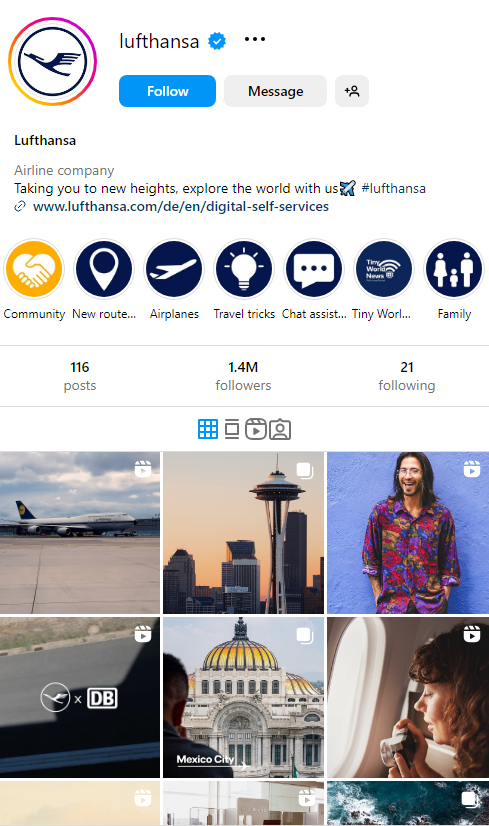 lufthansa
Follow
Message
Lufthansa
Airline company
Taking you to new heights, explore the world with us✈️ #lufthansa
www.lufthansa.com/de/en/digital-self-services
Tiny
World
News
Community
New route...
Airplanes
Travel tricks
Chat assist...
Tiny Worl...
Family
116
posts
1.4M
followers
21
following
x DB
Mexico City